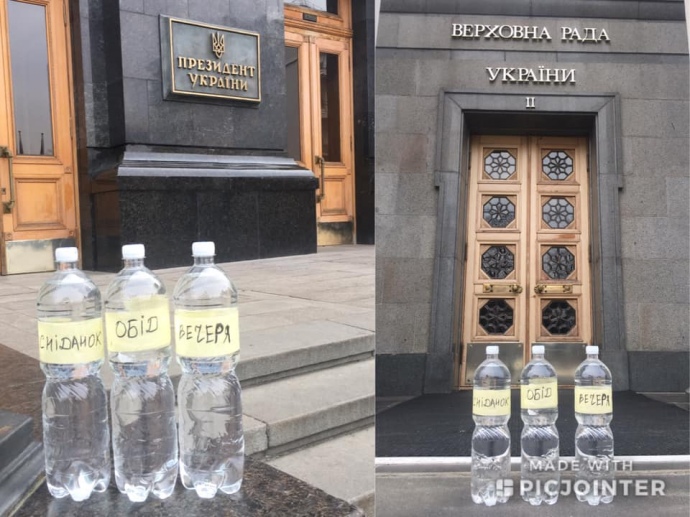 ПРЕЗИДЕНТ
УКРАЇНИ
СНІДАНОК
ОБІД
ВЕЧЕРЯ
ВЕРХОВНА РАДА
УКРАЇНИ
II
СНІДАНОК
ОБІД
ВЕЧЕРЯ
MADE WITH
PICJOINTER